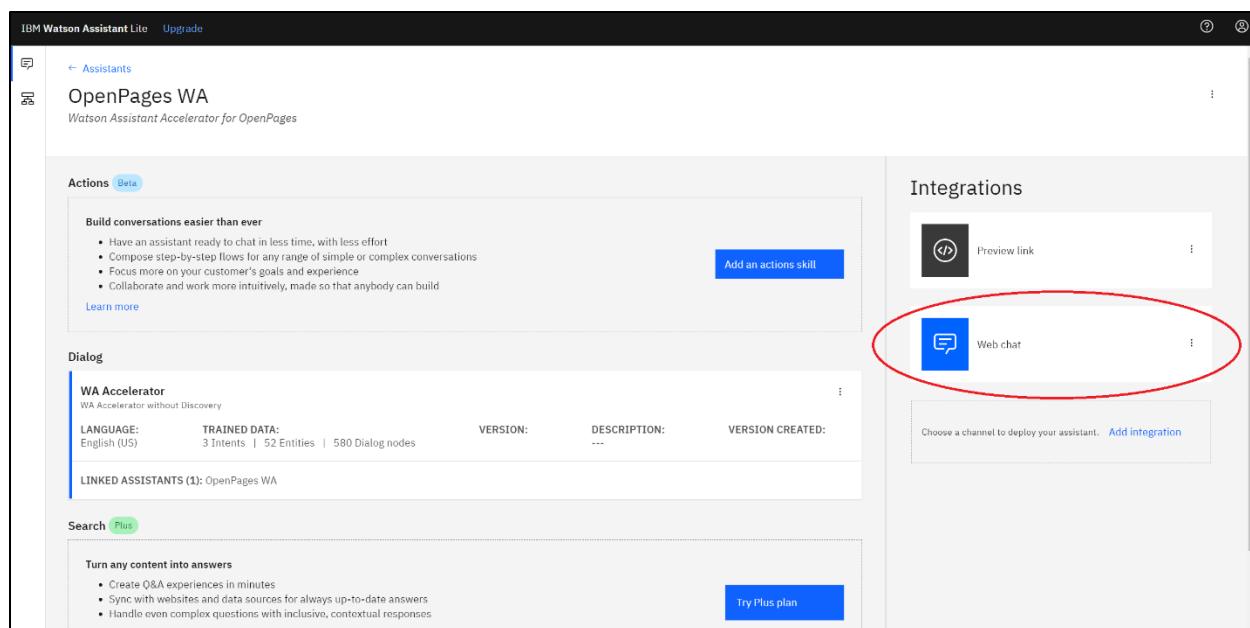 IBM Watson Assistant Lite Upgrade
← Assistants
OpenPages WA
Watson Assistant Accelerator for OpenPages
Actions Beta
Build conversations easier than ever
• Have an assistant ready to chat in less time, with less effort
• Compose step-by-step flows for any range of simple or complex conversations
• Focus more on your customer's goals and experience
• Collaborate and work more intuitively, made so that anybody can build
Learn more
Add an actions skill
Dialog
WA Accelerator
WA Accelerator without Discovery
LANGUAGE: TRAINED DATA: VERSION: DESCRIPTION: VERSION CREATED:
English (US) 3 Intents | 52 Entities | 580 Dialog nodes ---
LINKED ASSISTANTS (1): OpenPages WA
Search Plus
Turn any content into answers
• Create Q&A experiences in minutes
• Sync with websites and data sources for always up-to-date answers
• Handle even complex questions with inclusive, contextual responses
Try Plus plan
Integrations
Preview link
Web chat
Choose a channel to deploy your assistant. Add integration